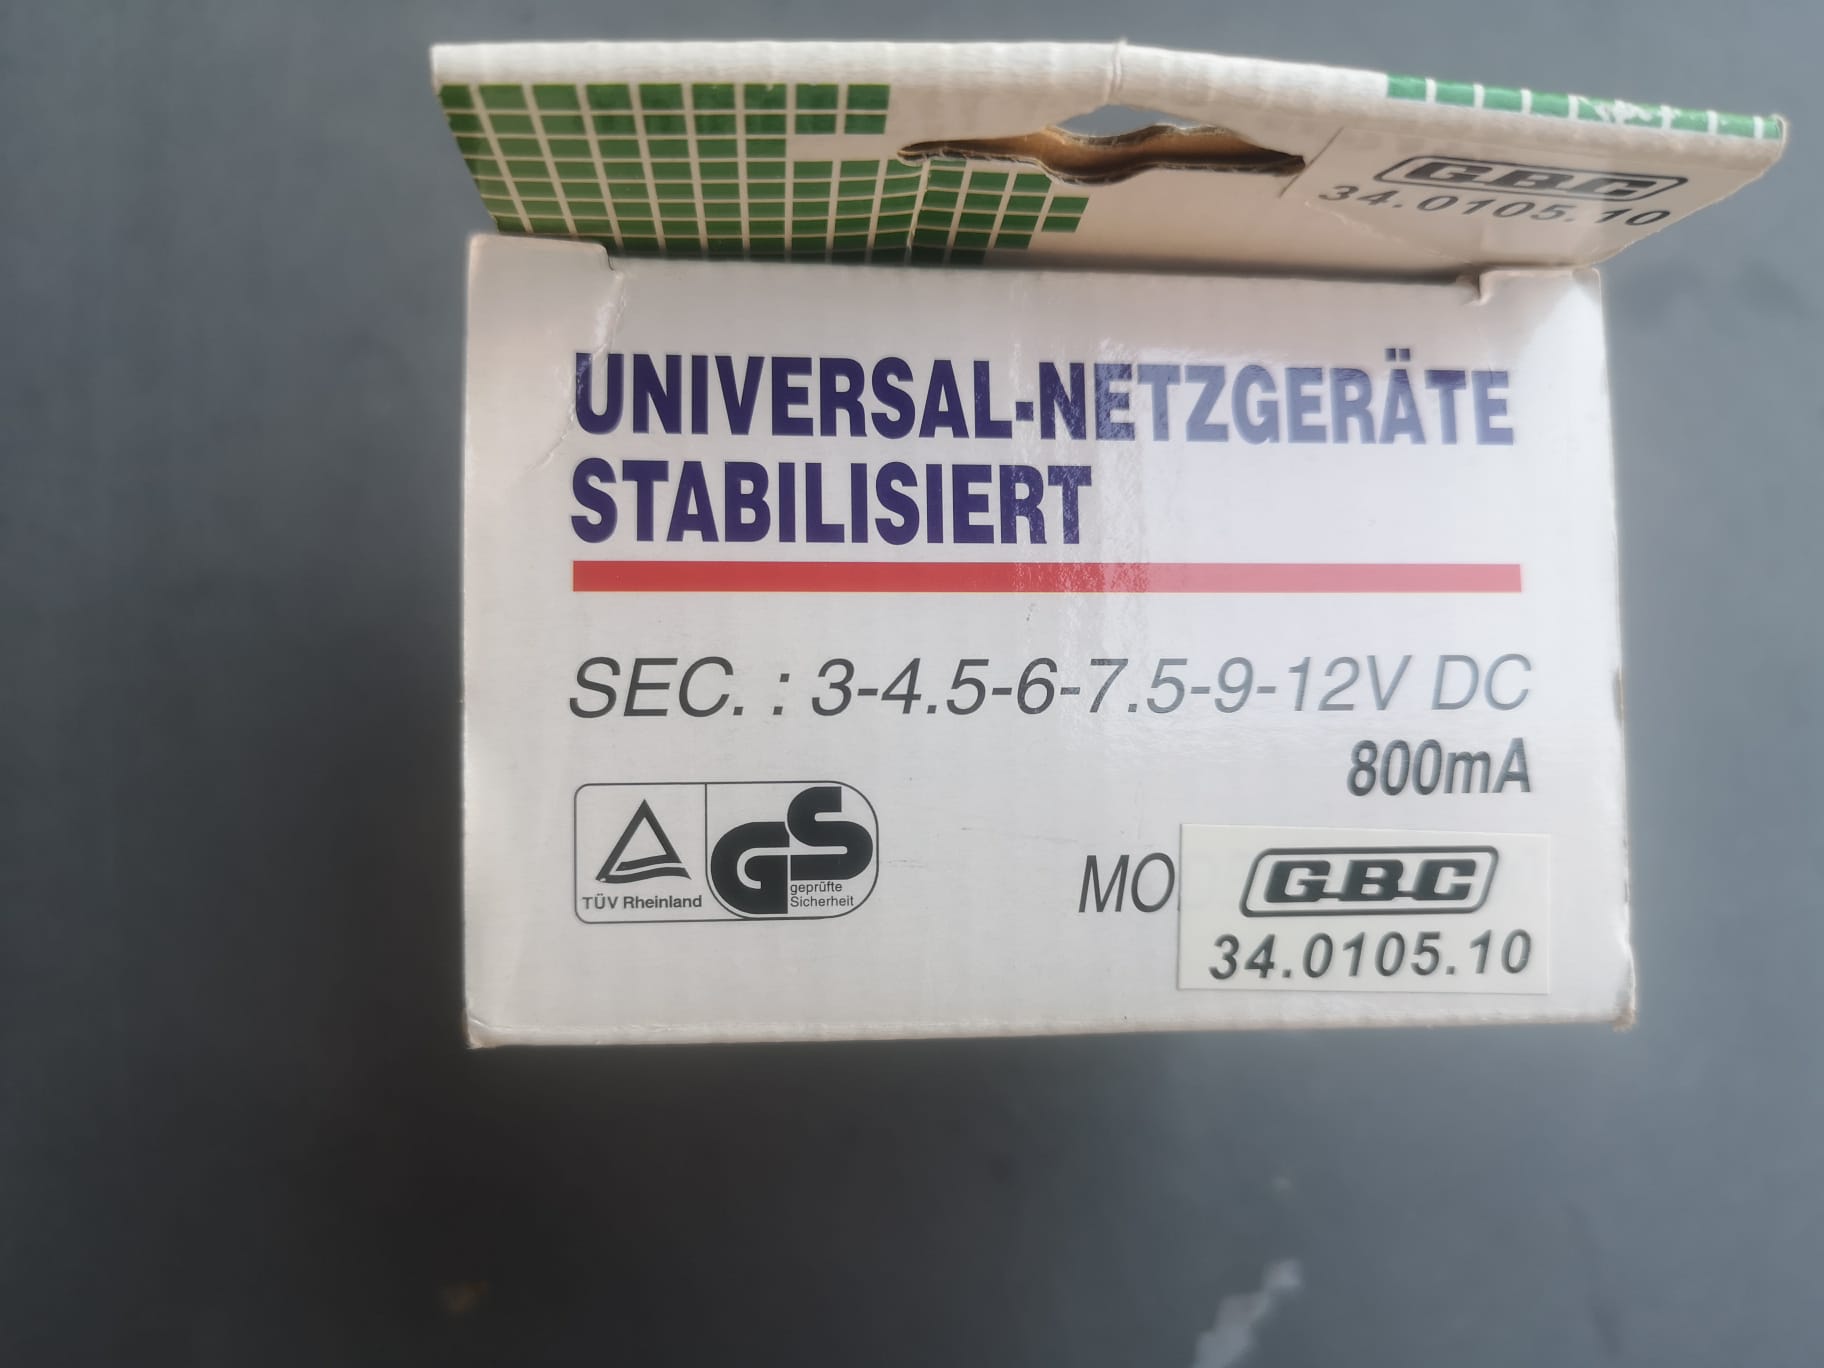 GBC
34.0105.10
UNIVERSAL-NETZGERÄTE
STABILISIERT
SEC. : 3-4.5-6-7.5-9-12V DC
800mA
TÜV Rheinland
GS
geprüfte
Sicherheit
MO
GBC
34.0105.10